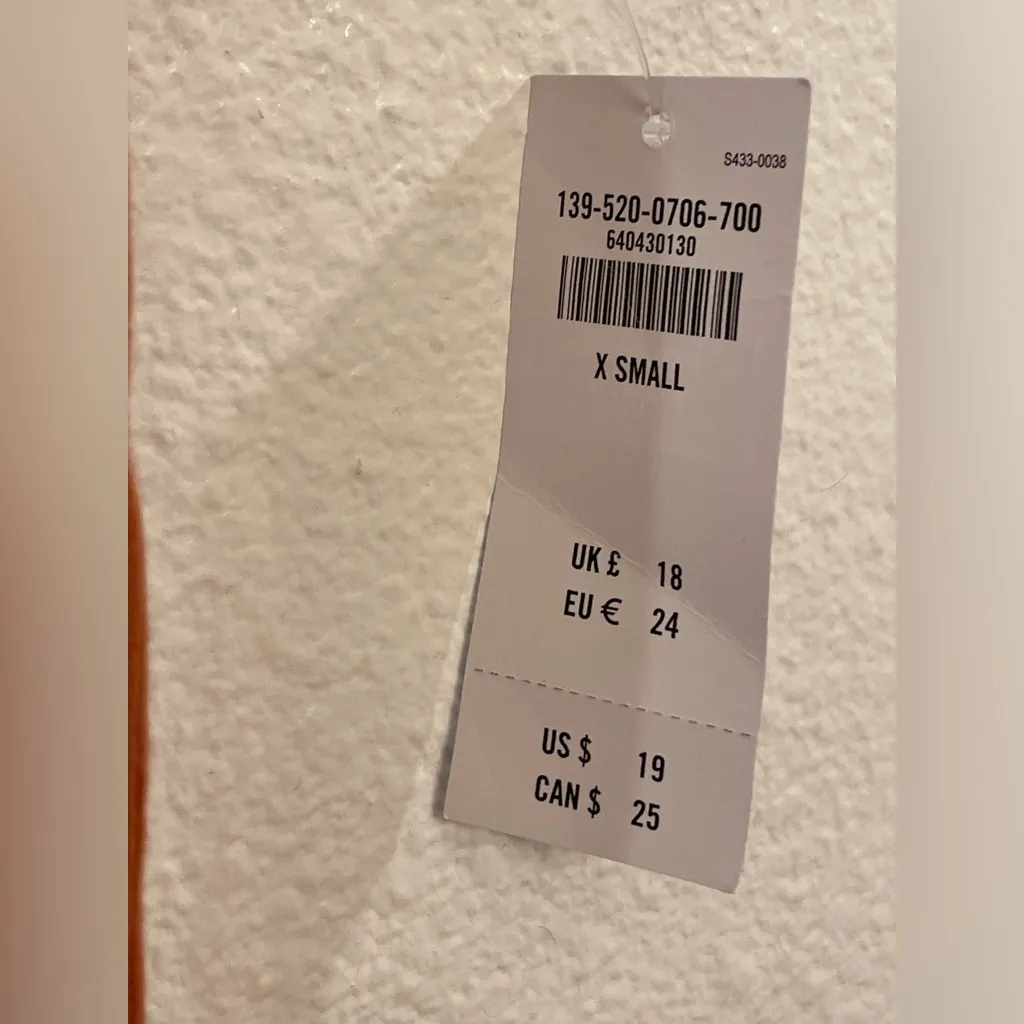 S433-0038
139-520-0706-700
640430130
X SMALL
UK £ 18
EU € 24
US $ 19
CAN $ 25